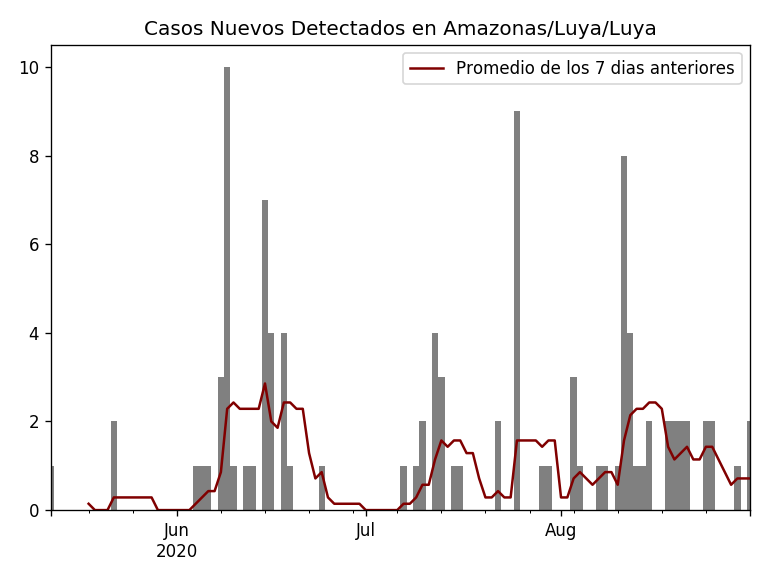 Casos Nuevos Detectados en Amazonas/Luya/Luya
Promedio de los 7 dias anteriores
10
8
6
4
2
0
Jun
2020
Jul
Aug